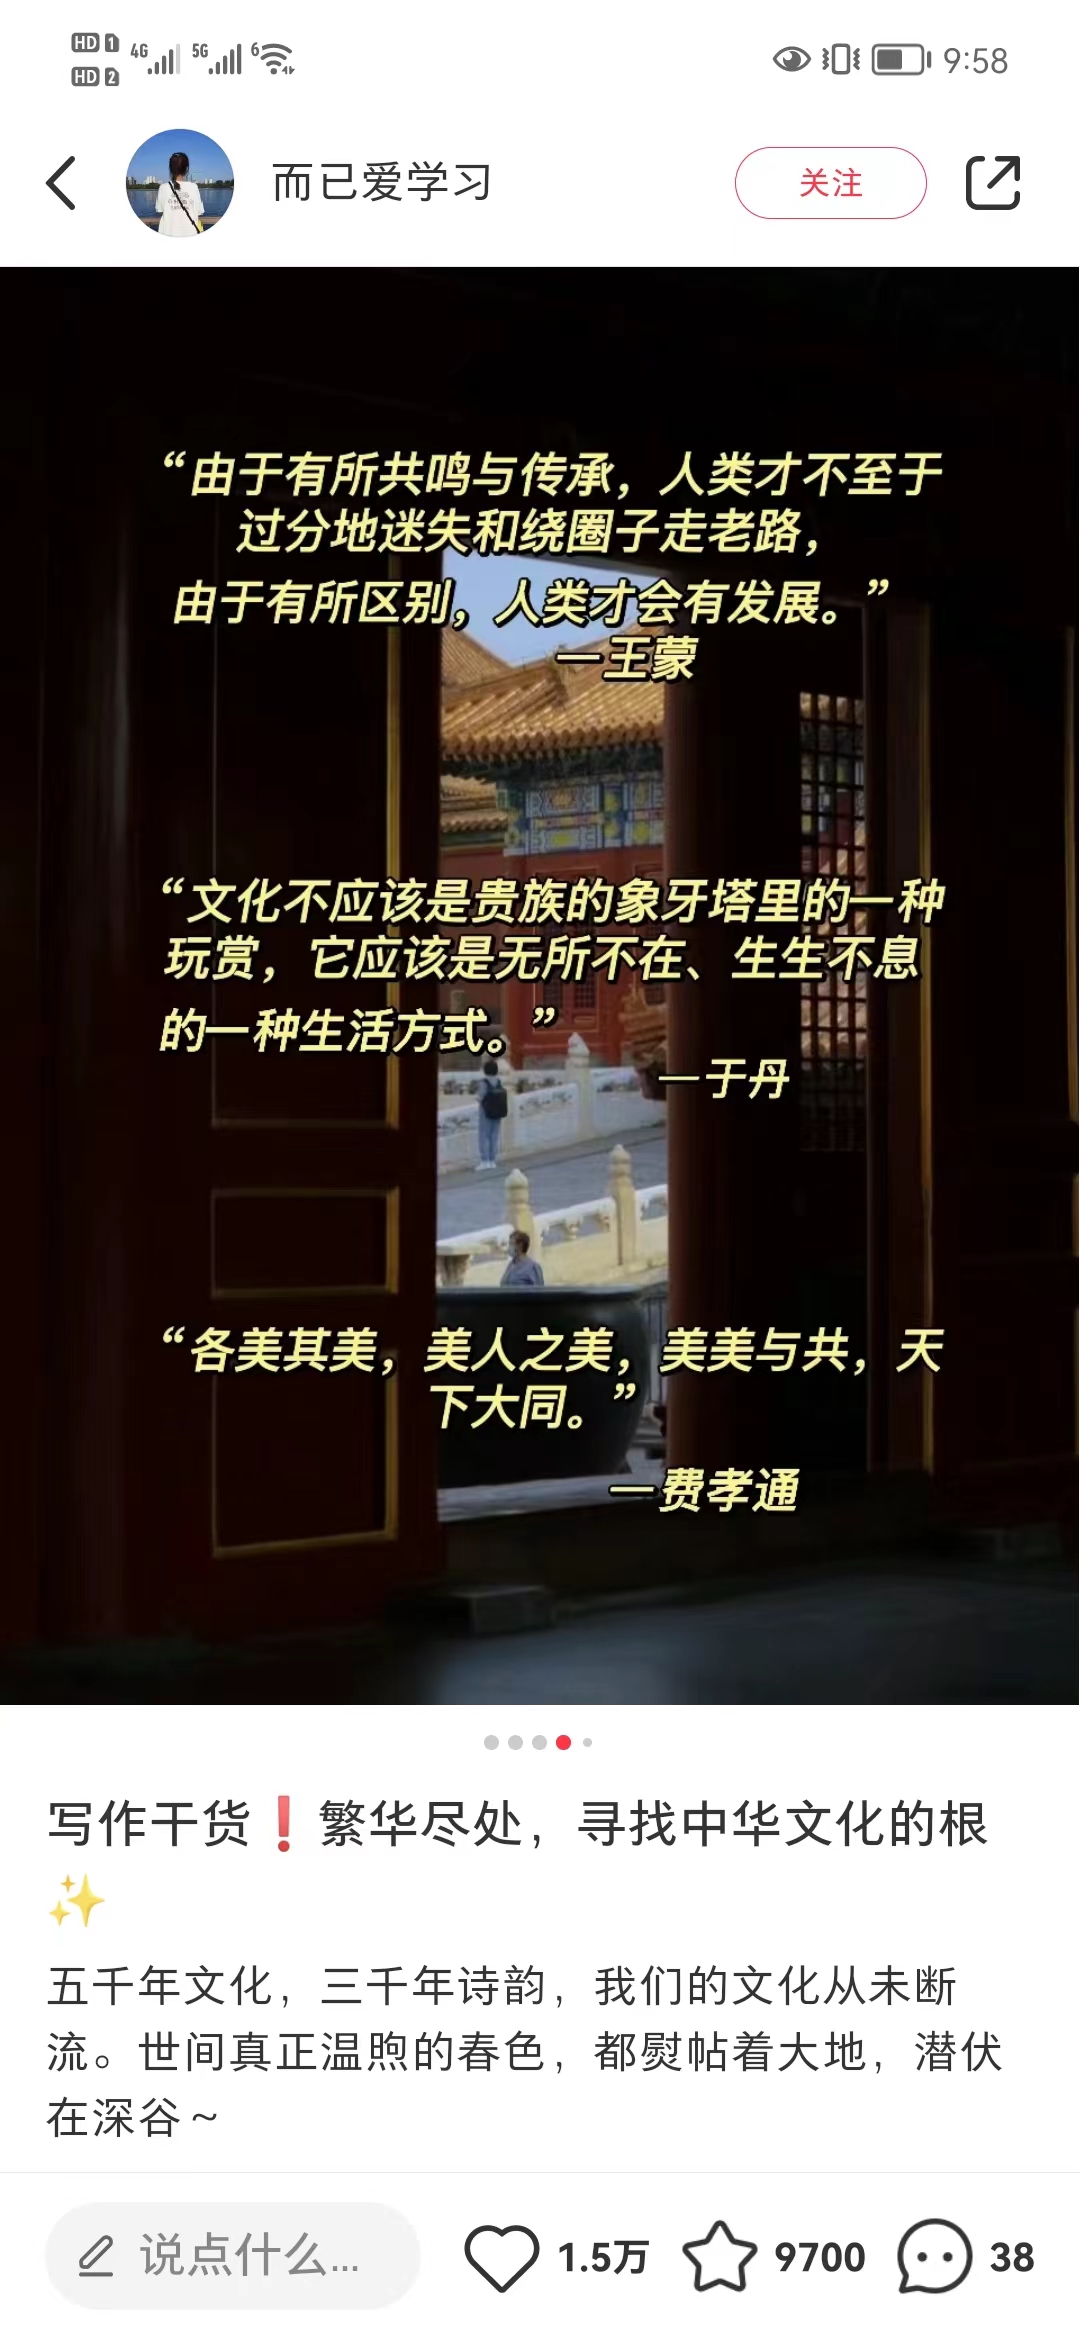 HD 1 4G 5G 6 9:58
HD 2
而已爱学习 关注
“由于有所共鸣与传承，人类才不至于
过分地迷失和绕圈子走老路，
由于有所区别，人类才会有发展。”
—王蒙
“文化不应该是贵族的象牙塔里的一种
玩赏，它应该是无所不在、生生不息
的一种生活方式。”
—于丹
“各美其美，美人之美，美美与共，天
下大同。”
—费孝通
写作干货❗繁华尽处，寻找中华文化的根
✨
五千年文化，三千年诗韵，我们的文化从未断
流。世间真正温煦的春色，都熨帖着大地，潜伏
在深谷～
说点什么... 1.5万 9700 38